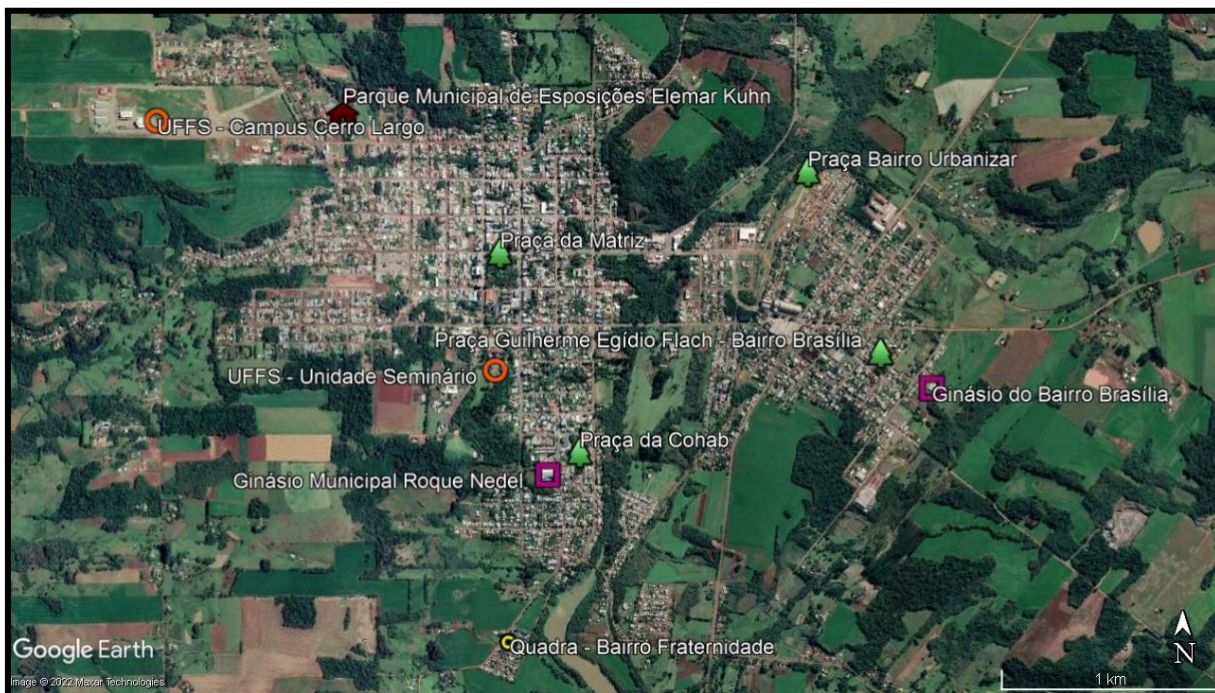 Parque Municipal de Esposições Elemar Kuhn
UFFS - Campus Cerro Largo
Praça Bairro Urbanizar
Praça da Matriz
Praça Guilherme Egídio Flach - Bairro Brasília
UFFS - Unidade Seminário
Ginásio do Bairro Brasília
Praça da Cohab
Ginásio Municipal Roque Nedel
Quadra - Bairro Fraternidade
Google Earth
N
Image © 2022 Maxar Technologies
1 km